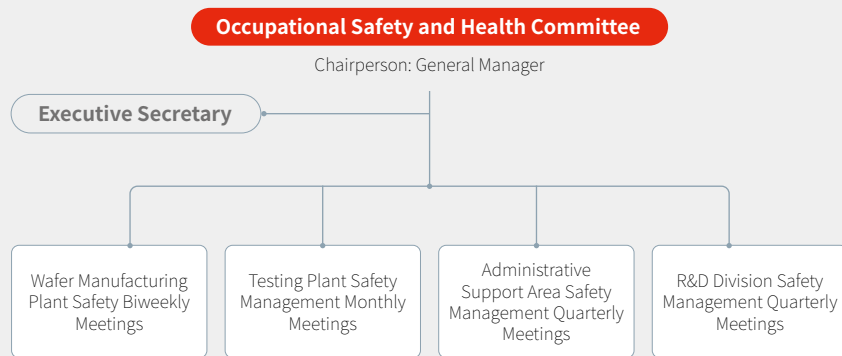 Occupational Safety and Health Committee
Chairperson: General Manager
Executive Secretary
Wafer Manufacturing
Plant Safety Biweekly
Meetings
Testing Plant Safety
Management Monthly
Meetings
Administrative
Support Area Safety
Management Quarterly
Meetings
R&D Division Safety
Management Quarterly
Meetings